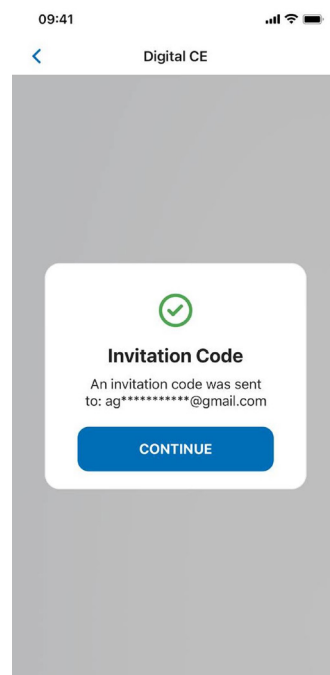 09:41
Digital CE
Invitation Code
An invitation code was sent
to: ag***********@gmail.com
CONTINUE